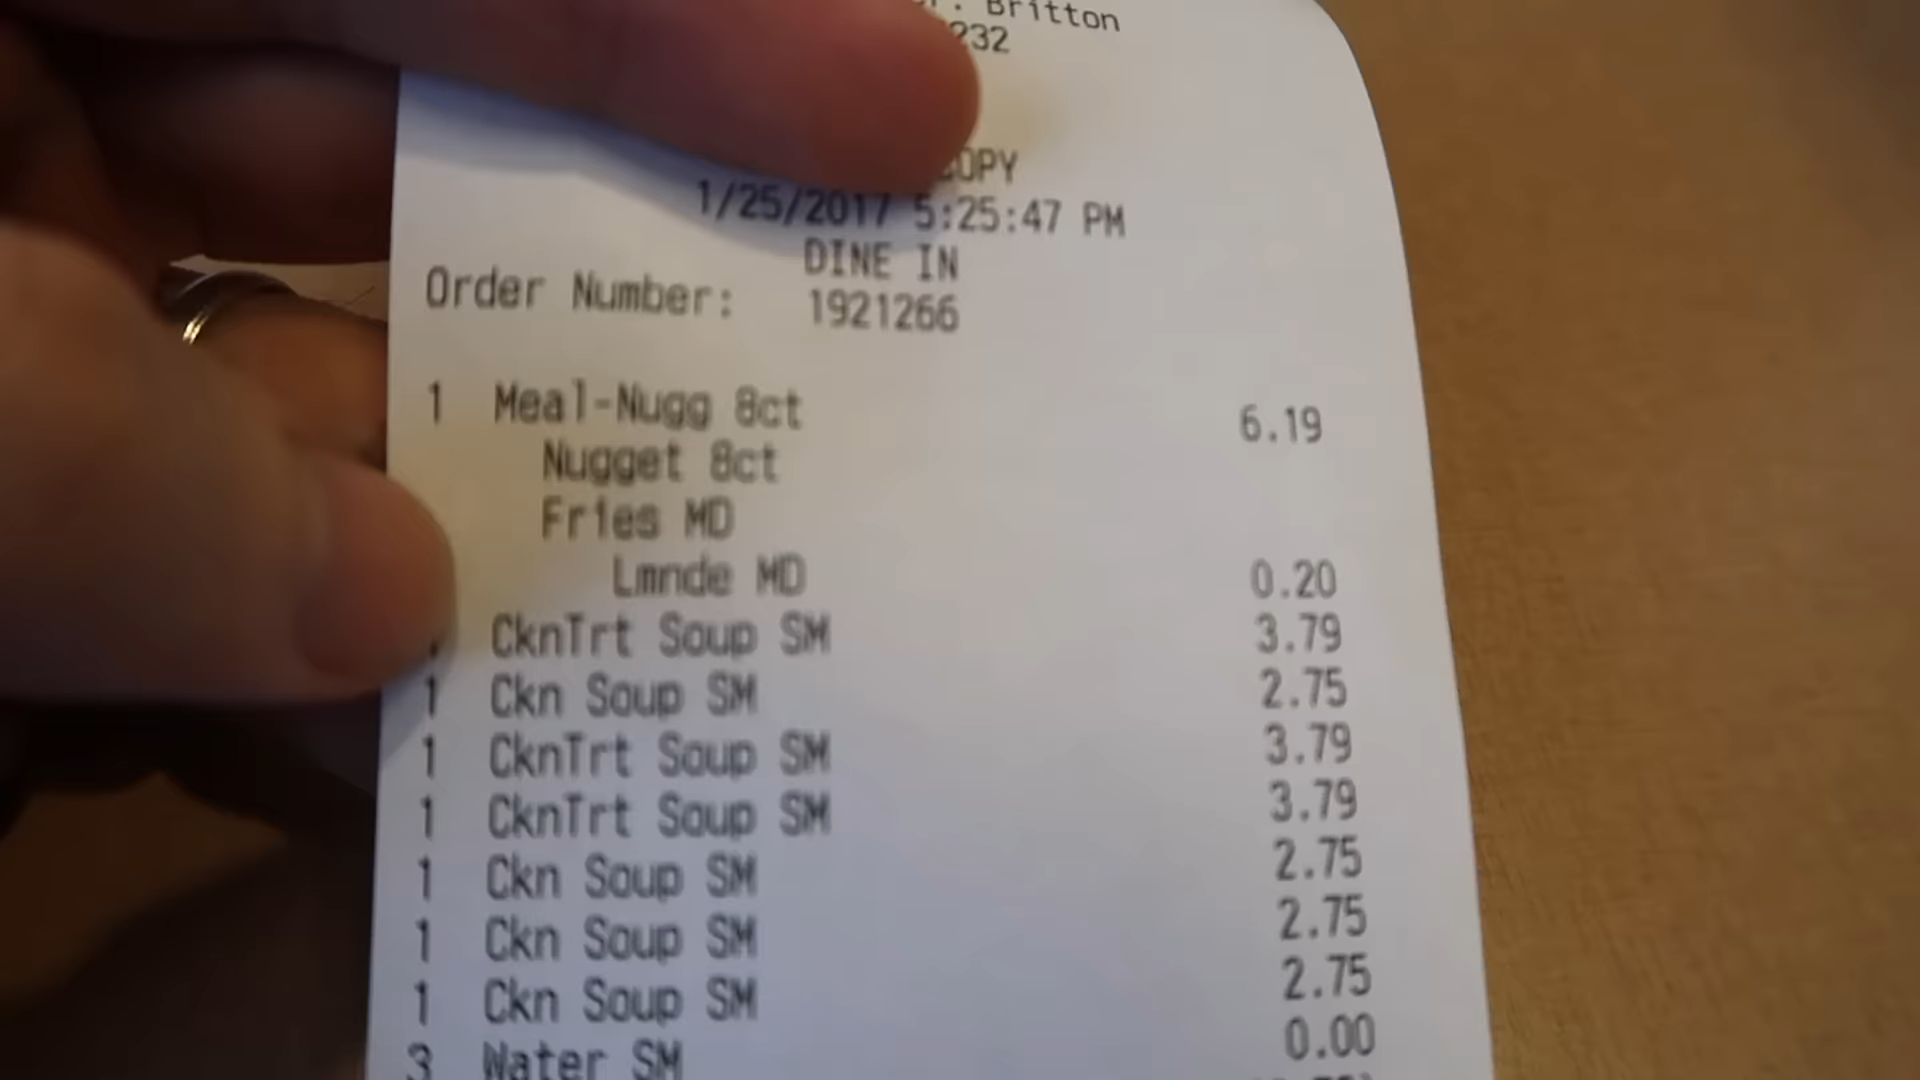 Britton
232
COPY
1/25/2017 5:25:47 PM
DINE IN
Order Number: 1921266
1 Meal-Nugg 8ct 6.19
Nugget 8ct
Fries MD
Lmnde MD 0.20
CknTrt Soup SM 3.79
1 Ckn Soup SM 2.75
1 CknTrt Soup SM 3.79
1 CknTrt Soup SM 3.79
1 Ckn Soup SM 2.75
1 Ckn Soup SM 2.75
1 Ckn Soup SM 2.75
3 Water SM 0.00